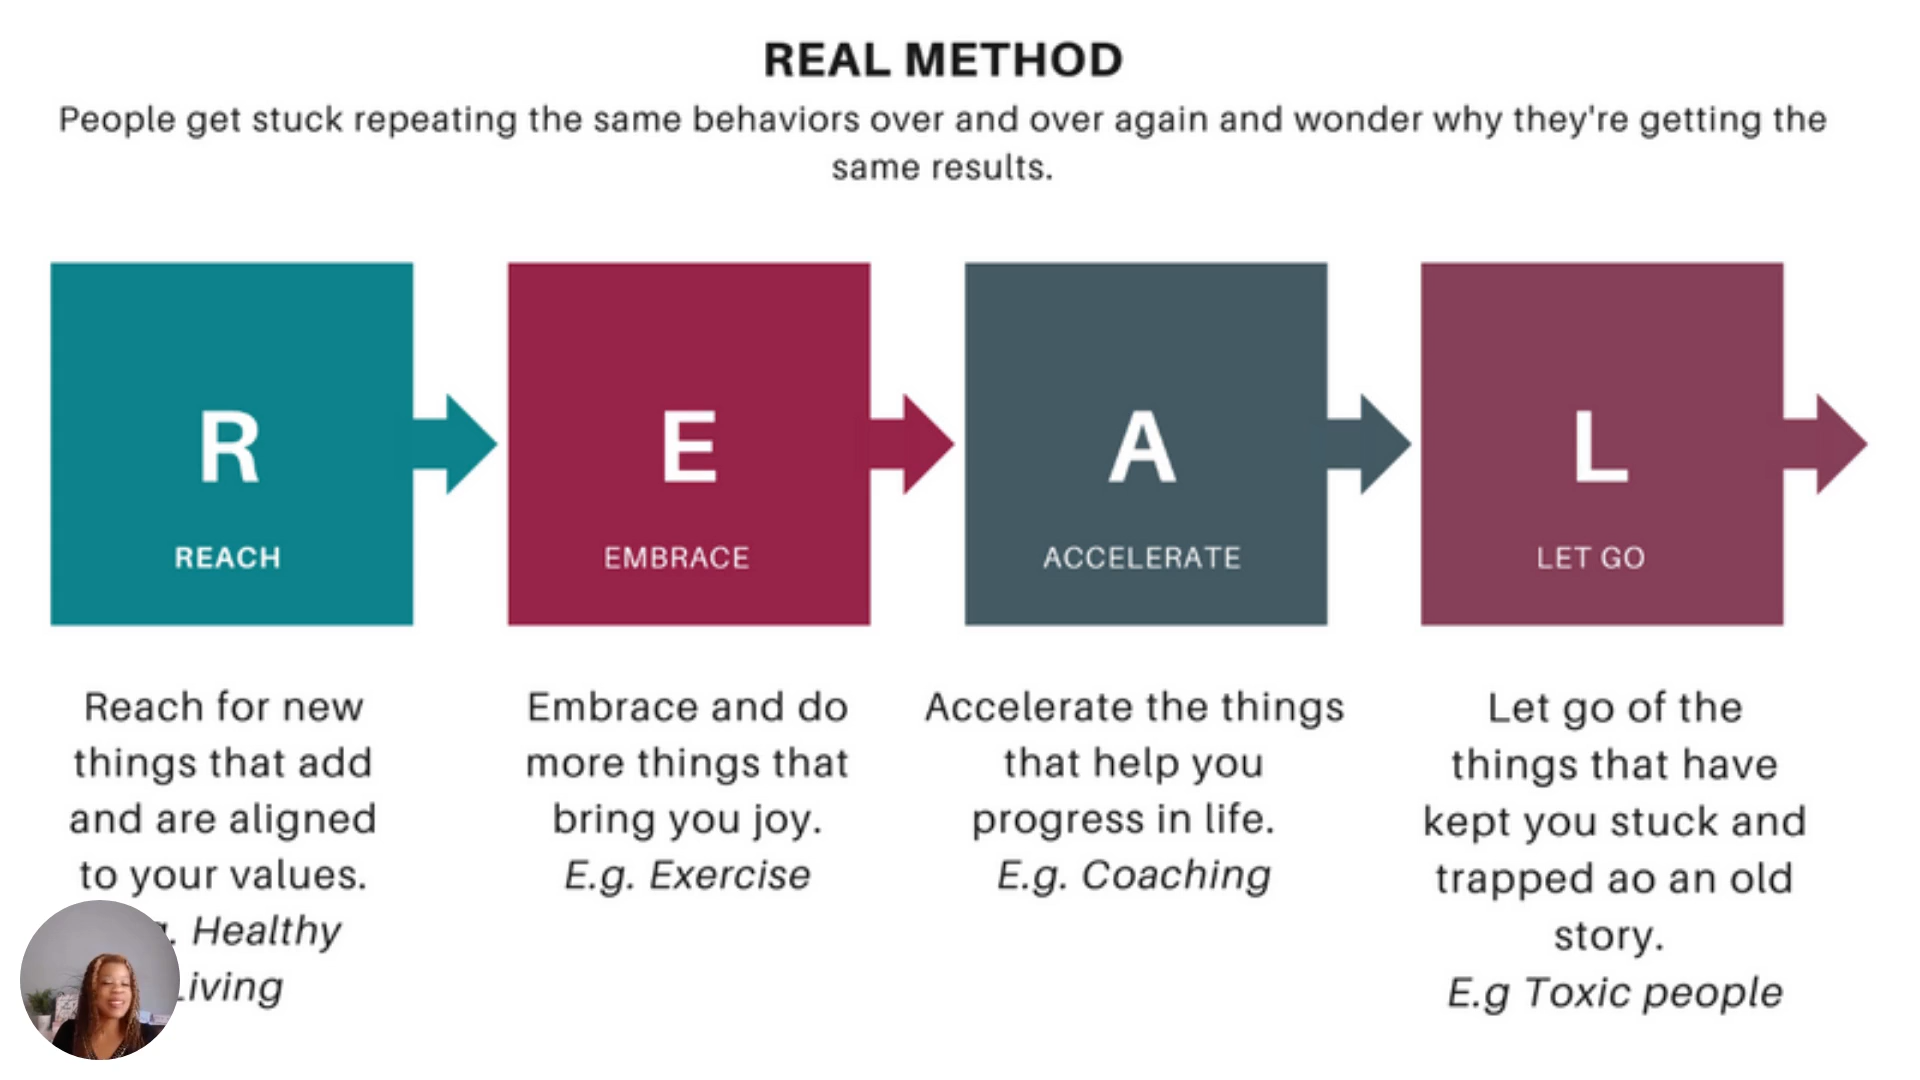 REAL METHOD
People get stuck repeating the same behaviors over and over again and wonder why they're getting the
same results.
R
REACH
E
EMBRACE
A
ACCELERATE
L
LET GO
Reach for new
things that add
and are aligned
to your values.
Healthy
Embrace and do
more things that
bring you joy.
E.g. Exercise
Accelerate the things
that help you
progress in life.
E.g. Coaching
Let go of the
things that have
kept you stuck and
trapped ao an old
story.
E.g Toxic people